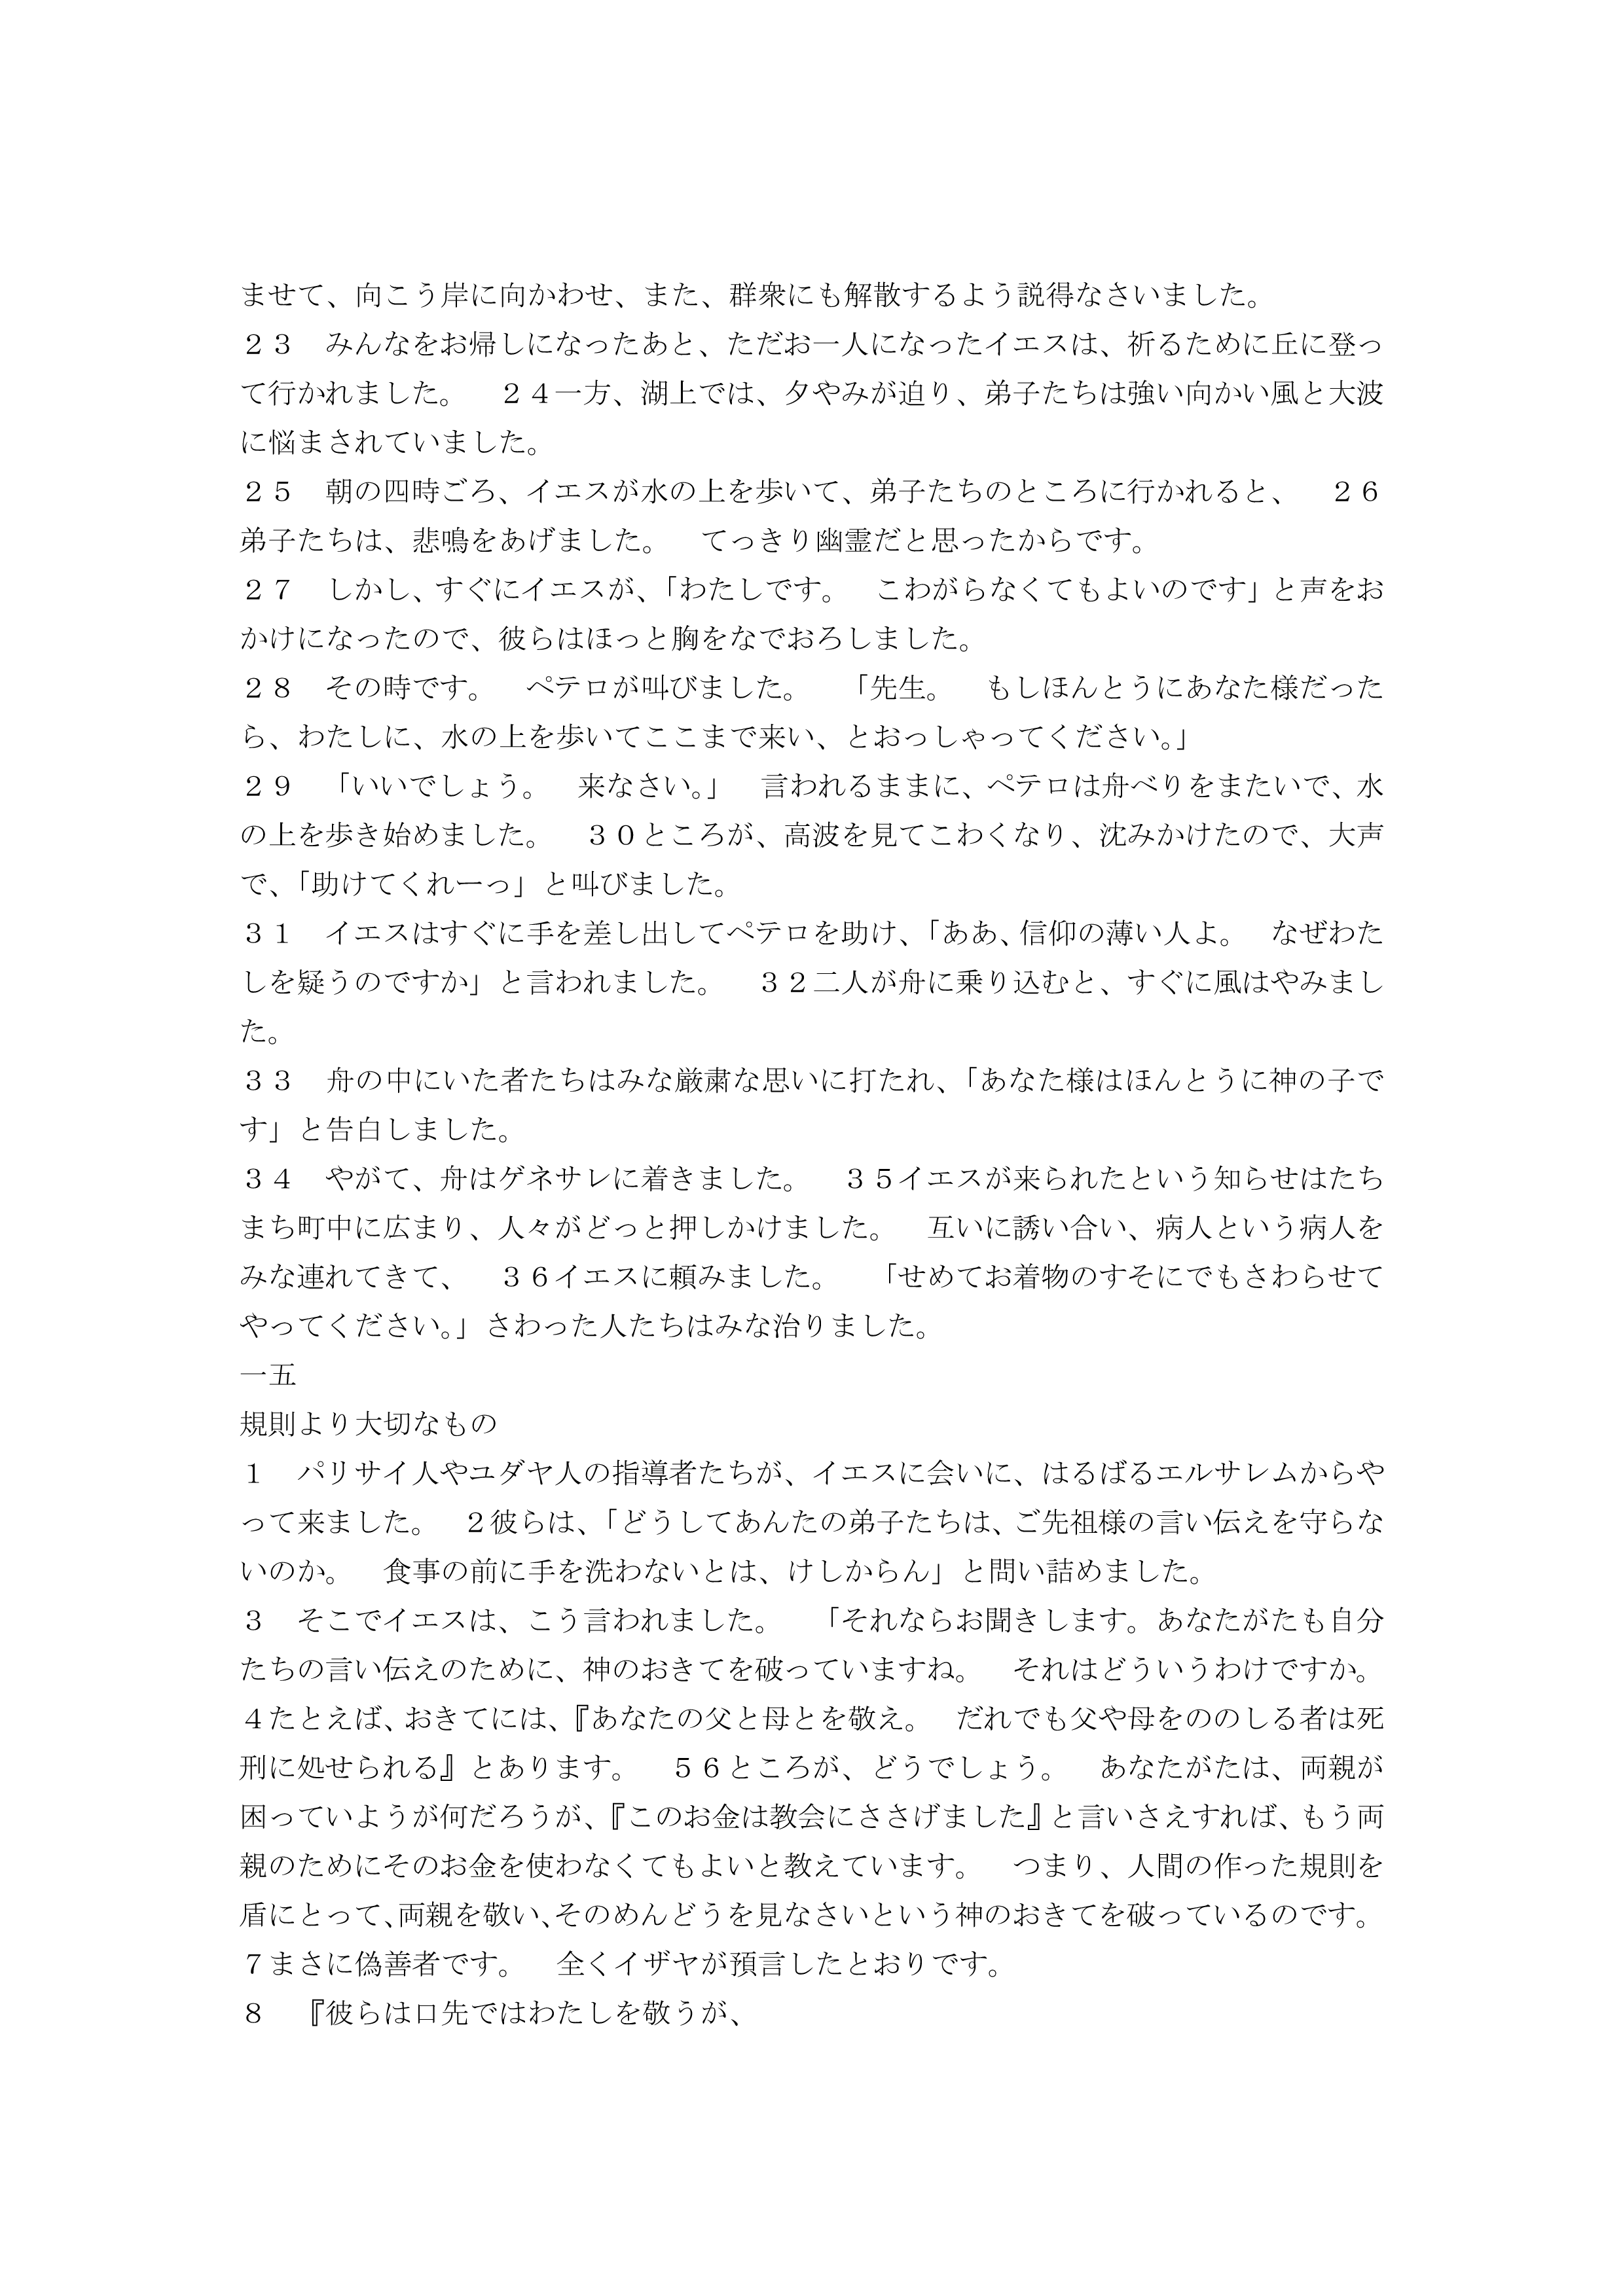 ませて、向こう岸に向かわせ、また、群衆にも解散するよう説得なさいました。
２３　みんなをお帰しになったあと、ただお一人になったイエスは、祈るために丘に登っ
て行かれました。　２４一方、湖上では、夕やみが迫り、弟子たちは強い向かい風と大波
に悩まされていました。
２５　朝の四時ごろ、イエスが水の上を歩いて、弟子たちのところに行かれると、　２６
弟子たちは、悲鳴をあげました。　てっきり幽霊だと思ったからです。
２７　しかし、すぐにイエスが、「わたしです。　こわがらなくてもよいのです」と声をお
かけになったので、彼らはほっと胸をなでおろしました。
２８　その時です。　ペテロが叫びました。　「先生。　もしほんとうにあなた様だった
ら、わたしに、水の上を歩いてここまで来い、とおっしゃってください。」
２９　「いいでしょう。　来なさい。」　言われるままに、ペテロは舟べりをまたいで、水
の上を歩き始めました。　３０ところが、高波を見てこわくなり、沈みかけたので、大声
で、「助けてくれーっ」と叫びました。
３１　イエスはすぐに手を差し出してペテロを助け、「ああ、信仰の薄い人よ。　なぜわた
しを疑うのですか」と言われました。　３２二人が舟に乗り込むと、すぐに風はやみまし
た。
３３　舟の中にいた者たちはみな厳粛な思いに打たれ、「あなた様はほんとうに神の子で
す」と告白しました。
３４　やがて、舟はゲネサレに着きました。　３５イエスが来られたという知らせはたち
まち町中に広まり、人々がどっと押しかけました。　互いに誘い合い、病人という病人を
みな連れてきて、　３６イエスに頼みました。　「せめてお着物のすそにでもさわらせて
やってください。」さわった人たちはみな治りました。
一五
規則より大切なもの
１　パリサイ人やユダヤ人の指導者たちが、イエスに会いに、はるばるエルサレムからや
って来ました。　２彼らは、「どうしてあんたの弟子たちは、ご先祖様の言い伝えを守らな
いのか。　食事の前に手を洗わないとは、けしからん」と問い詰めました。
３　そこでイエスは、こう言われました。　「それならお聞きします。あなたがたも自分
たちの言い伝えのために、神のおきてを破っていますね。　それはどういうわけですか。
４たとえば、おきてには、『あなたの父と母とを敬え。　だれでも父や母をののしる者は死
刑に処せられる』とあります。　５６ところが、どうでしょう。　あなたがたは、両親が
困っていようが何だろうが、『このお金は教会にささげました』と言いさえすれば、もう両
親のためにそのお金を使わなくてもよいと教えています。　つまり、人間の作った規則を
盾にとって、両親を敬い、そのめんどうを見なさいという神のおきてを破っているのです。
７まさに偽善者です。　全くイザヤが預言したとおりです。
８　『彼らは口先ではわたしを敬うが、